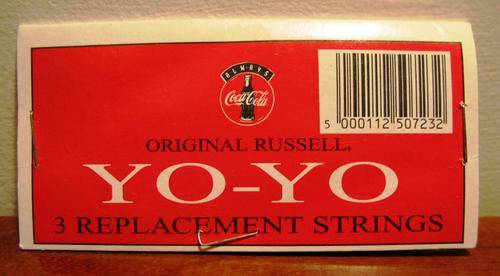 ALWAYS
Coca-Cola
5 000112 507232
ORIGINAL RUSSELL,
YO-YO
3 REPLACEMENT STRINGS